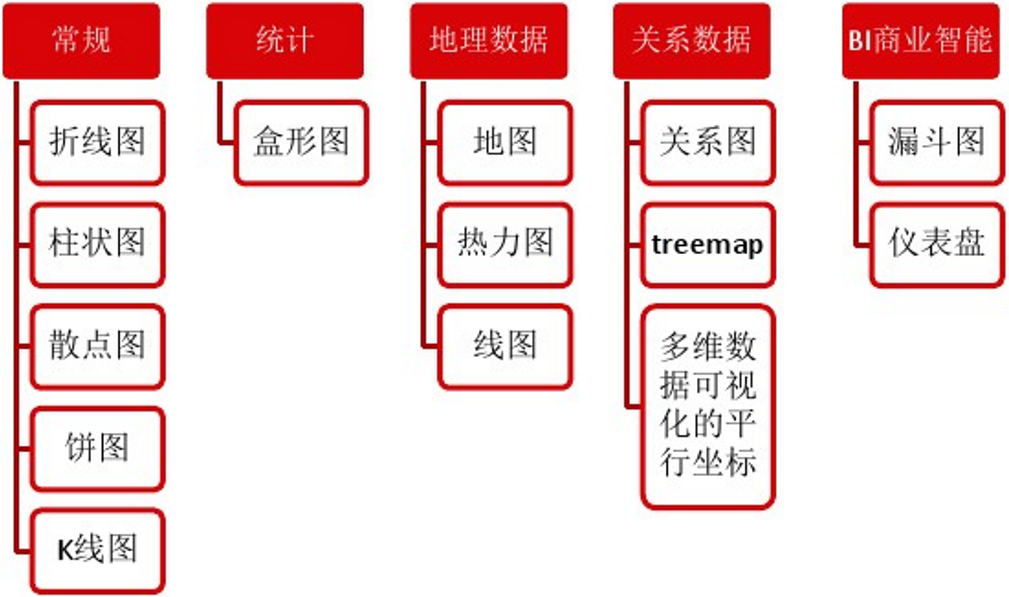 常规
折线图
柱状图
散点图
饼图
K线图
统计
盒形图
地理数据
地图
热力图
线图
关系数据
关系图
treemap
多维数
据可视
化的平
行坐标
BI商业智能
漏斗图
仪表盘